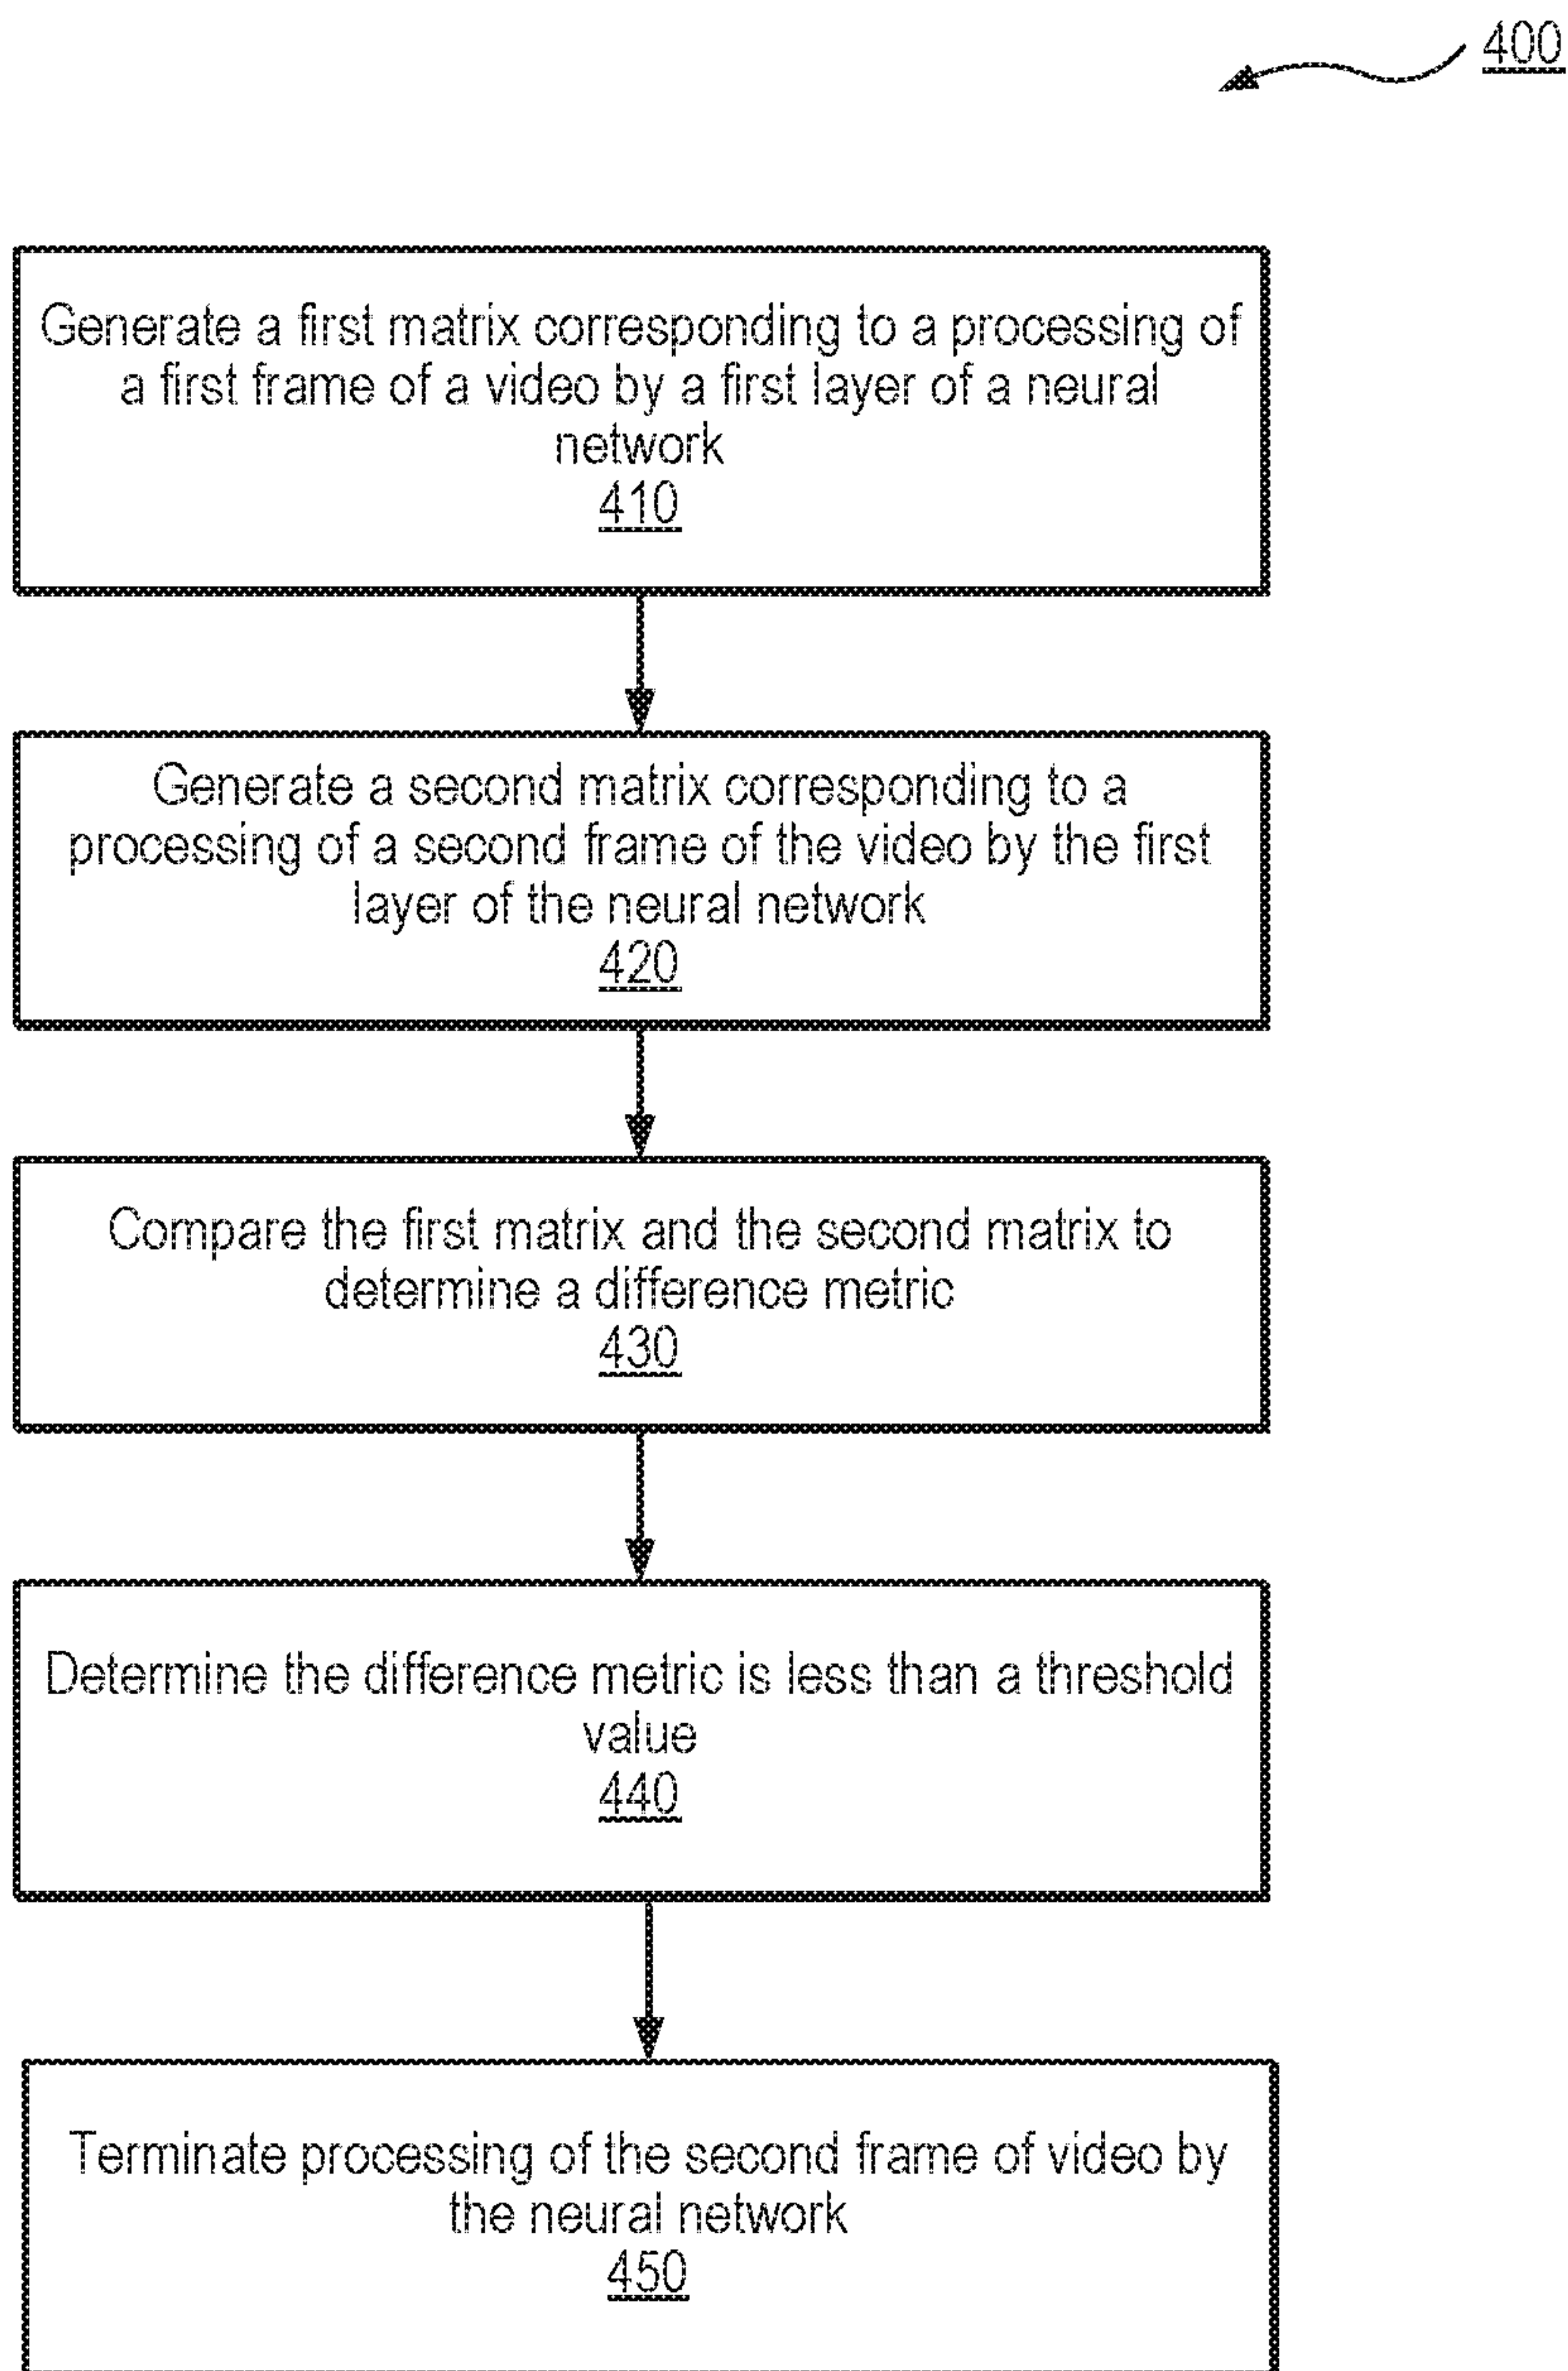 400
Generate a first matrix corresponding to a processing of
a first frame of a video by a first layer of a neural
network
410
Generate a second matrix corresponding to a
processing of a second frame of the video by the first
layer of the neural network
420
Compare the first matrix and the second matrix to
determine a difference metric
430
Determine the difference metric is less than a threshold
value
440
Terminate processing of the second frame of video by
the neural network
450